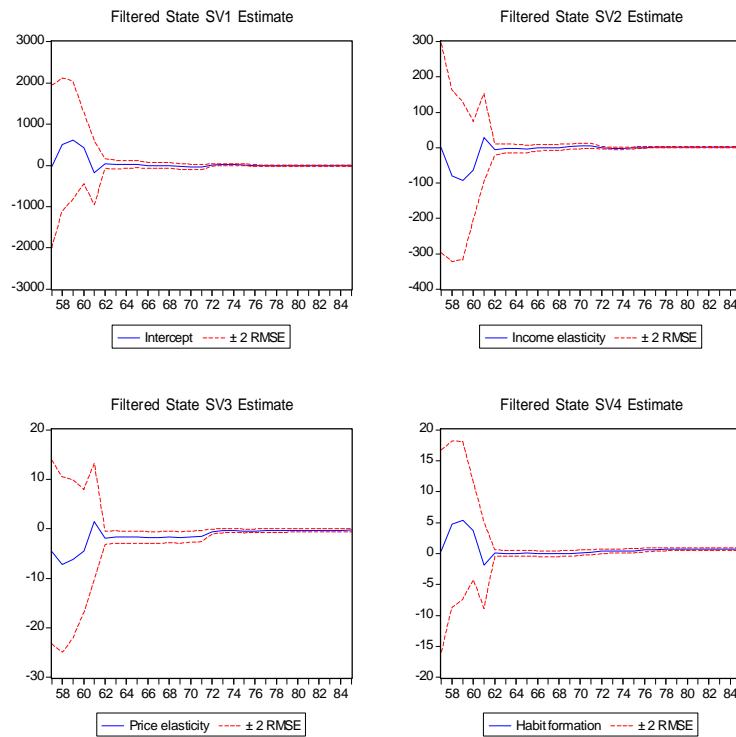 Filtered State SV1 Estimate
3000
2000
1000
0
-1000
-2000
-3000
58 60 62 64 66 68 70 72 74 76 78 80 82 84
Intercept ± 2 RMSE
Filtered State SV2 Estimate
300
200
100
0
-100
-200
-300
-400
58 60 62 64 66 68 70 72 74 76 78 80 82 84
Income elasticity ± 2 RMSE
Filtered State SV3 Estimate
20
10
0
-10
-20
-30
58 60 62 64 66 68 70 72 74 76 78 80 82 84
Price elasticity ± 2 RMSE
Filtered State SV4 Estimate
20
15
10
5
0
-5
-10
-15
-20
58 60 62 64 66 68 70 72 74 76 78 80 82 84
Habit formation ± 2 RMSE